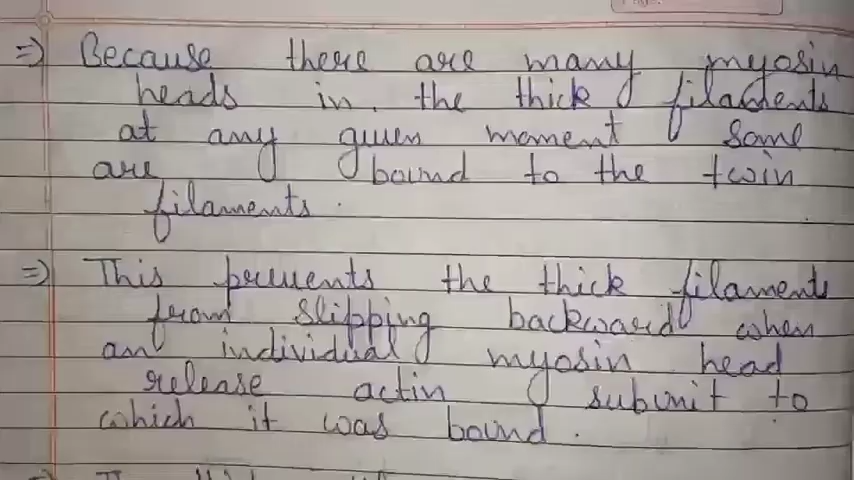 => Because there are many myosin
heads in the thick filaments
at any given moment some
are bound to the twin
filaments.
=> This prevents the thick filaments
from slipping backward when
an individual myosin head
release actin subunit to
which it was bound.